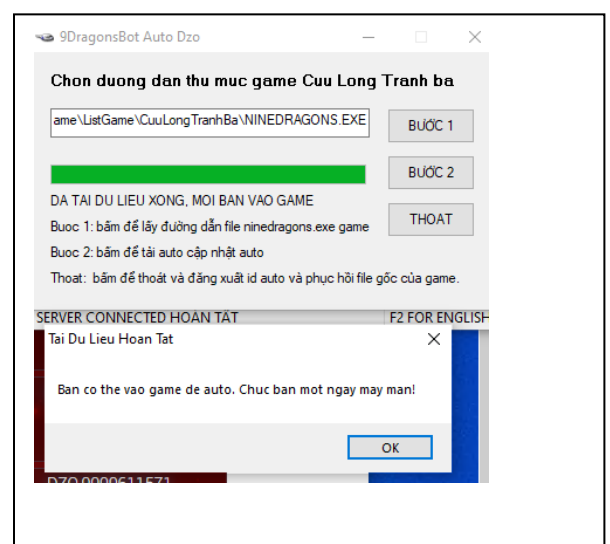 9DragonsBot Auto Dzo
Chon duong dan thu muc game Cuu Long Tranh ba
ame\ListGame\CuuLongTranhBa\NINEDRAGONS.EXE
BƯỚC 1
BƯỚC 2
DA TAI DU LIEU XONG, MOI BAN VAO GAME
THOAT
Buoc 1: bấm để lấy đường dẫn file ninedragons.exe game
Buoc 2: bấm để tải auto cập nhật auto
Thoat: bấm để thoát và đăng xuất id auto và phục hồi file gốc của game.
SERVER CONNECTED HOÀN TẤT
F2 FOR ENGLISH
Tai Du Lieu Hoan Tat
Ban co the vao game de auto. Chuc ban mot ngay may man!
OK